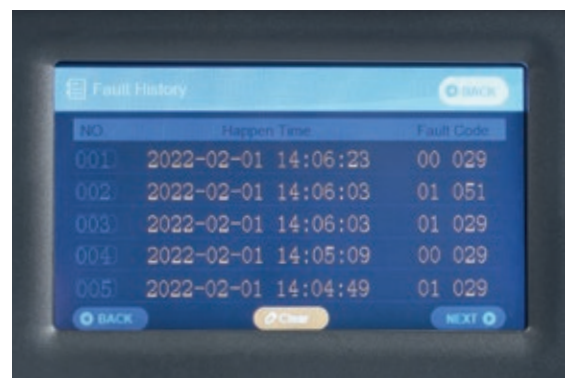 Fault History
BACK
NO. Happen Time Fault Code
001 2022-02-01 14:06:23 00 029
002 2022-02-01 14:06:03 01 051
003 2022-02-01 14:06:03 01 029
004 2022-02-01 14:05:09 00 029
005 2022-02-01 14:04:49 01 029
BACK Clear NEXT